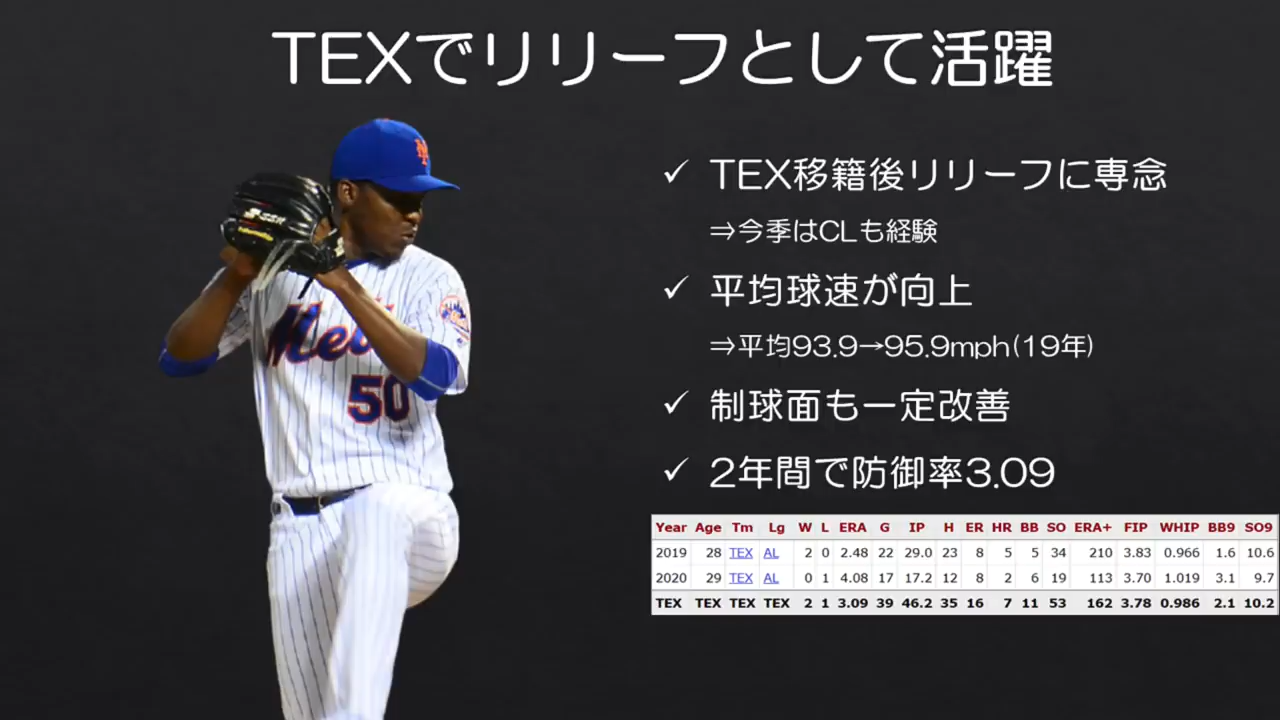 TEXでリリーフとして活躍
✓ TEX移籍後リリーフに専念
⇒今季はCLも経験
✓ 平均球速が向上
⇒平均93.9→95.9mph(19年)
✓ 制球面も一定改善
✓ 2年間で防御率3.09
Mets
50
SSK
Year Age Tm Lg W L ERA G IP H ER HR BB SO ERA+ FIP WHIP BB9 SO9
2019 28 TEX AL 2 0 2.48 22 29.0 23 8 5 5 34 210 3.83 0.966 1.6 10.6
2020 29 TEX AL 0 1 4.08 17 17.2 12 8 2 6 19 113 3.70 1.019 3.1 9.7
TEX TEX TEX TEX 2 1 3.09 39 46.2 35 16 7 11 53 162 3.78 0.986 2.1 10.2